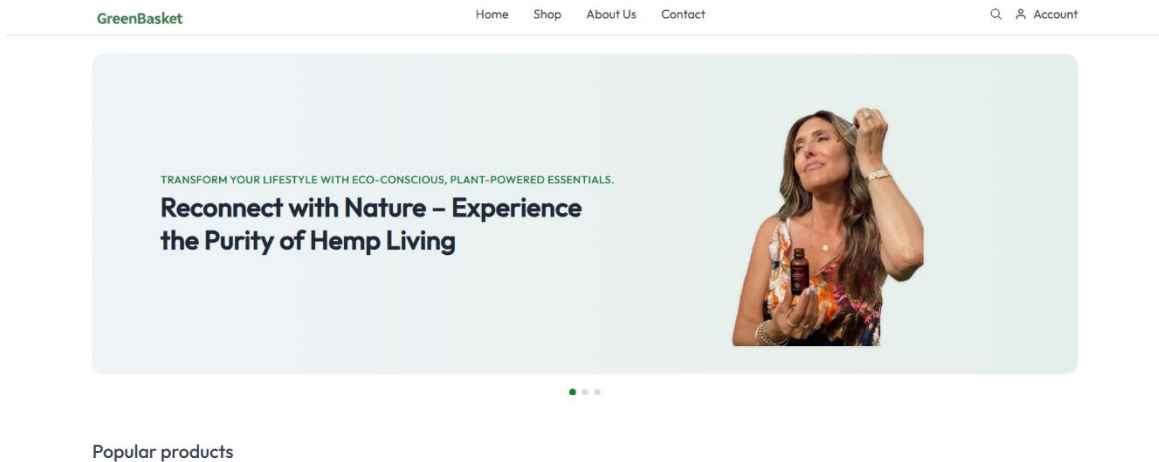 GreenBasket
Home Shop About Us Contact
Account
TRANSFORM YOUR LIFESTYLE WITH ECO-CONSCIOUS, PLANT-POWERED ESSENTIALS.
Reconnect with Nature – Experience
the Purity of Hemp Living
Popular products